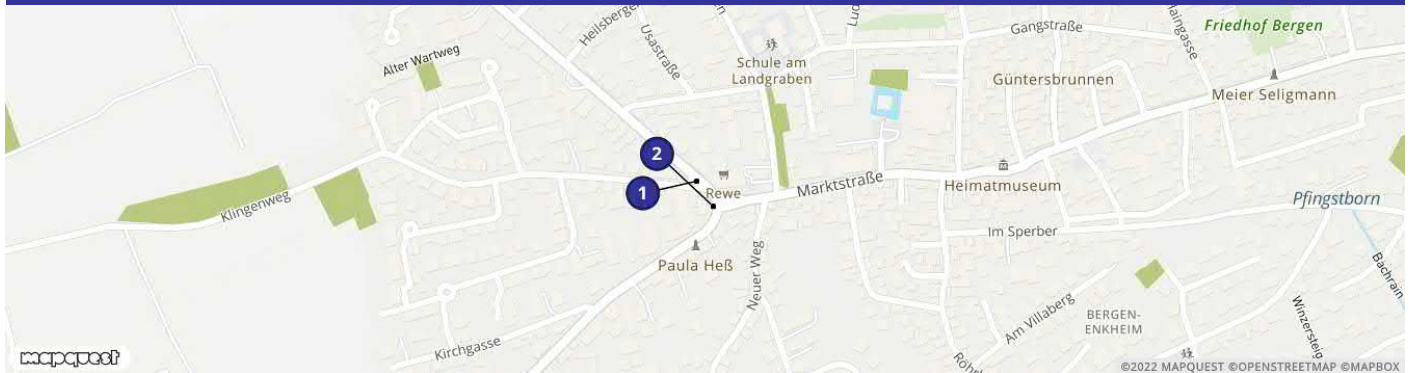 Friedhof Bergen
Gangstraße
Heilsberger
Usastraße
Alter Wartweg
Schule am
Landgraben
Güntersbrunnen
Meier Seligmann
2
1
Rewe
Marktstraße
Heimatmuseum
Klingenweg
Pfingstborn
Im Sperber
Paula Heß
Neuer Weg
Bachrain
Am Villaberg
BERGEN-
ENKHEIM
Winzersteig
Kirchgasse
mapquest
©2022 MAPQUEST ©OPENSTREETMAP ©MAPBOX